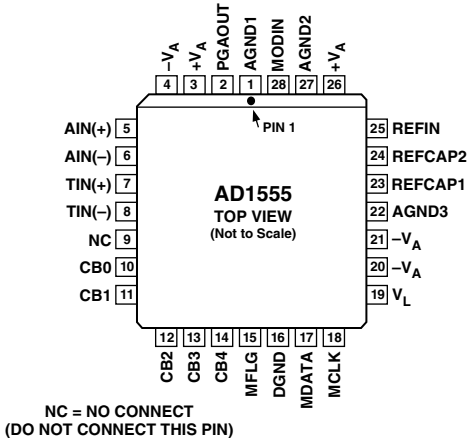 –VA
+VA
PGAOUT
AGND1
MODIN
AGND2
+VA
4 3 2 1 28 27 26
PIN 1
AIN(+) 5
AIN(–) 6
TIN(+) 7
TIN(–) 8
NC 9
CB0 10
CB1 11
AD1555
TOP VIEW
(Not to Scale)
25 REFIN
24 REFCAP2
23 REFCAP1
22 AGND3
21 –VA
20 –VA
19 VL
12 13 14 15 16 17 18
CB2
CB3
CB4
MFLG
DGND
MDATA
MCLK
NC = NO CONNECT
(DO NOT CONNECT THIS PIN)